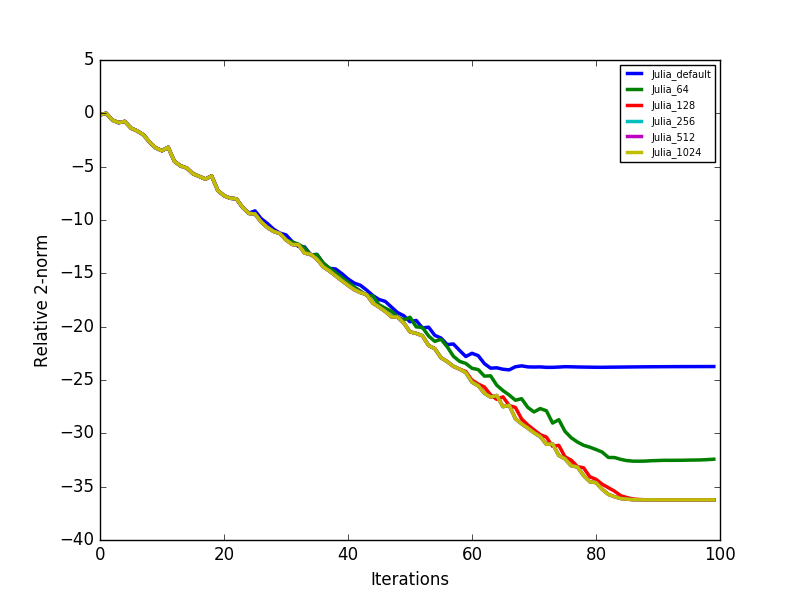 5
0
−5
−10
−15
−20
−25
−30
−35
−40
0 20 40 60 80 100
Relative 2-norm
Iterations
Julia_default
Julia_64
Julia_128
Julia_256
Julia_512
Julia_1024